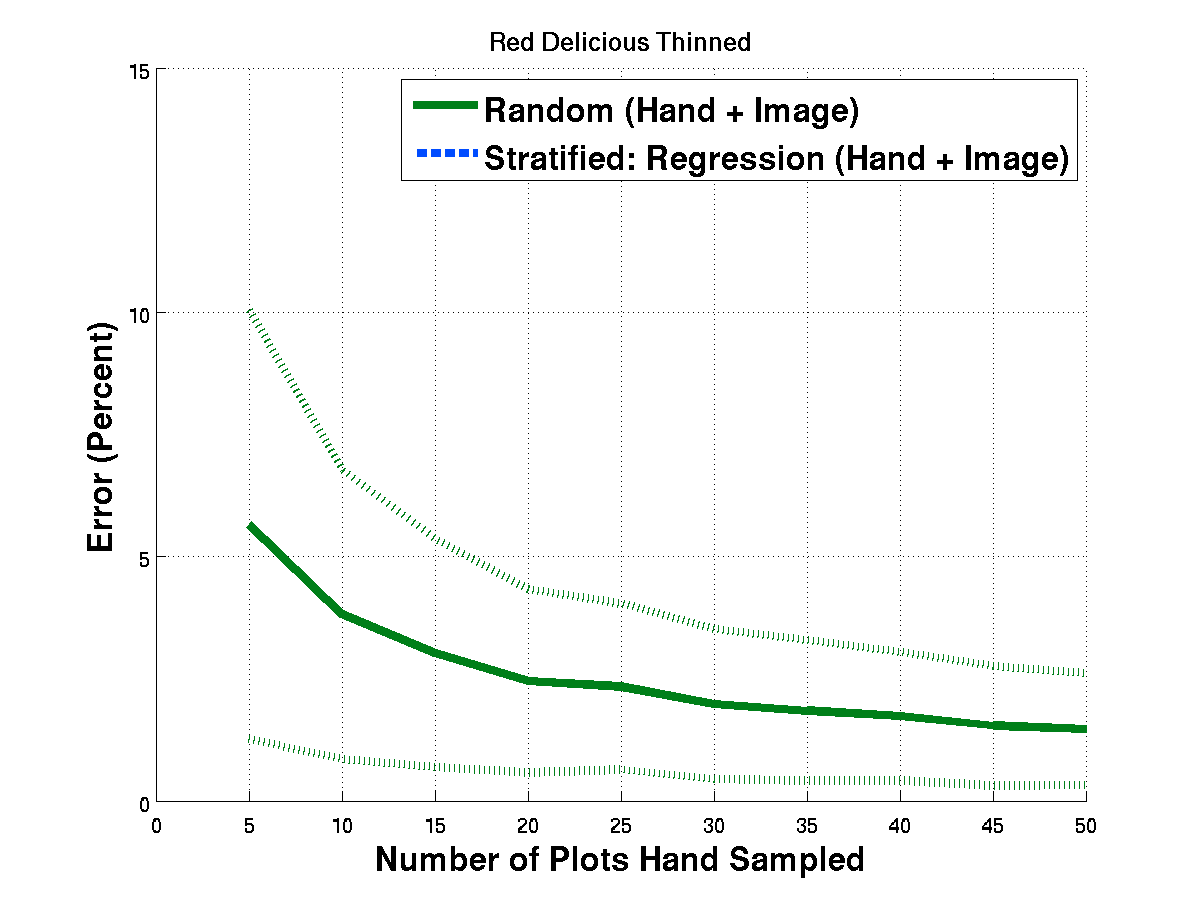 Red Delicious Thinned
Random (Hand + Image)
Stratified: Regression (Hand + Image)
15
10
5
0
Error (Percent)
0 5 10 15 20 25 30 35 40 45 50
Number of Plots Hand Sampled